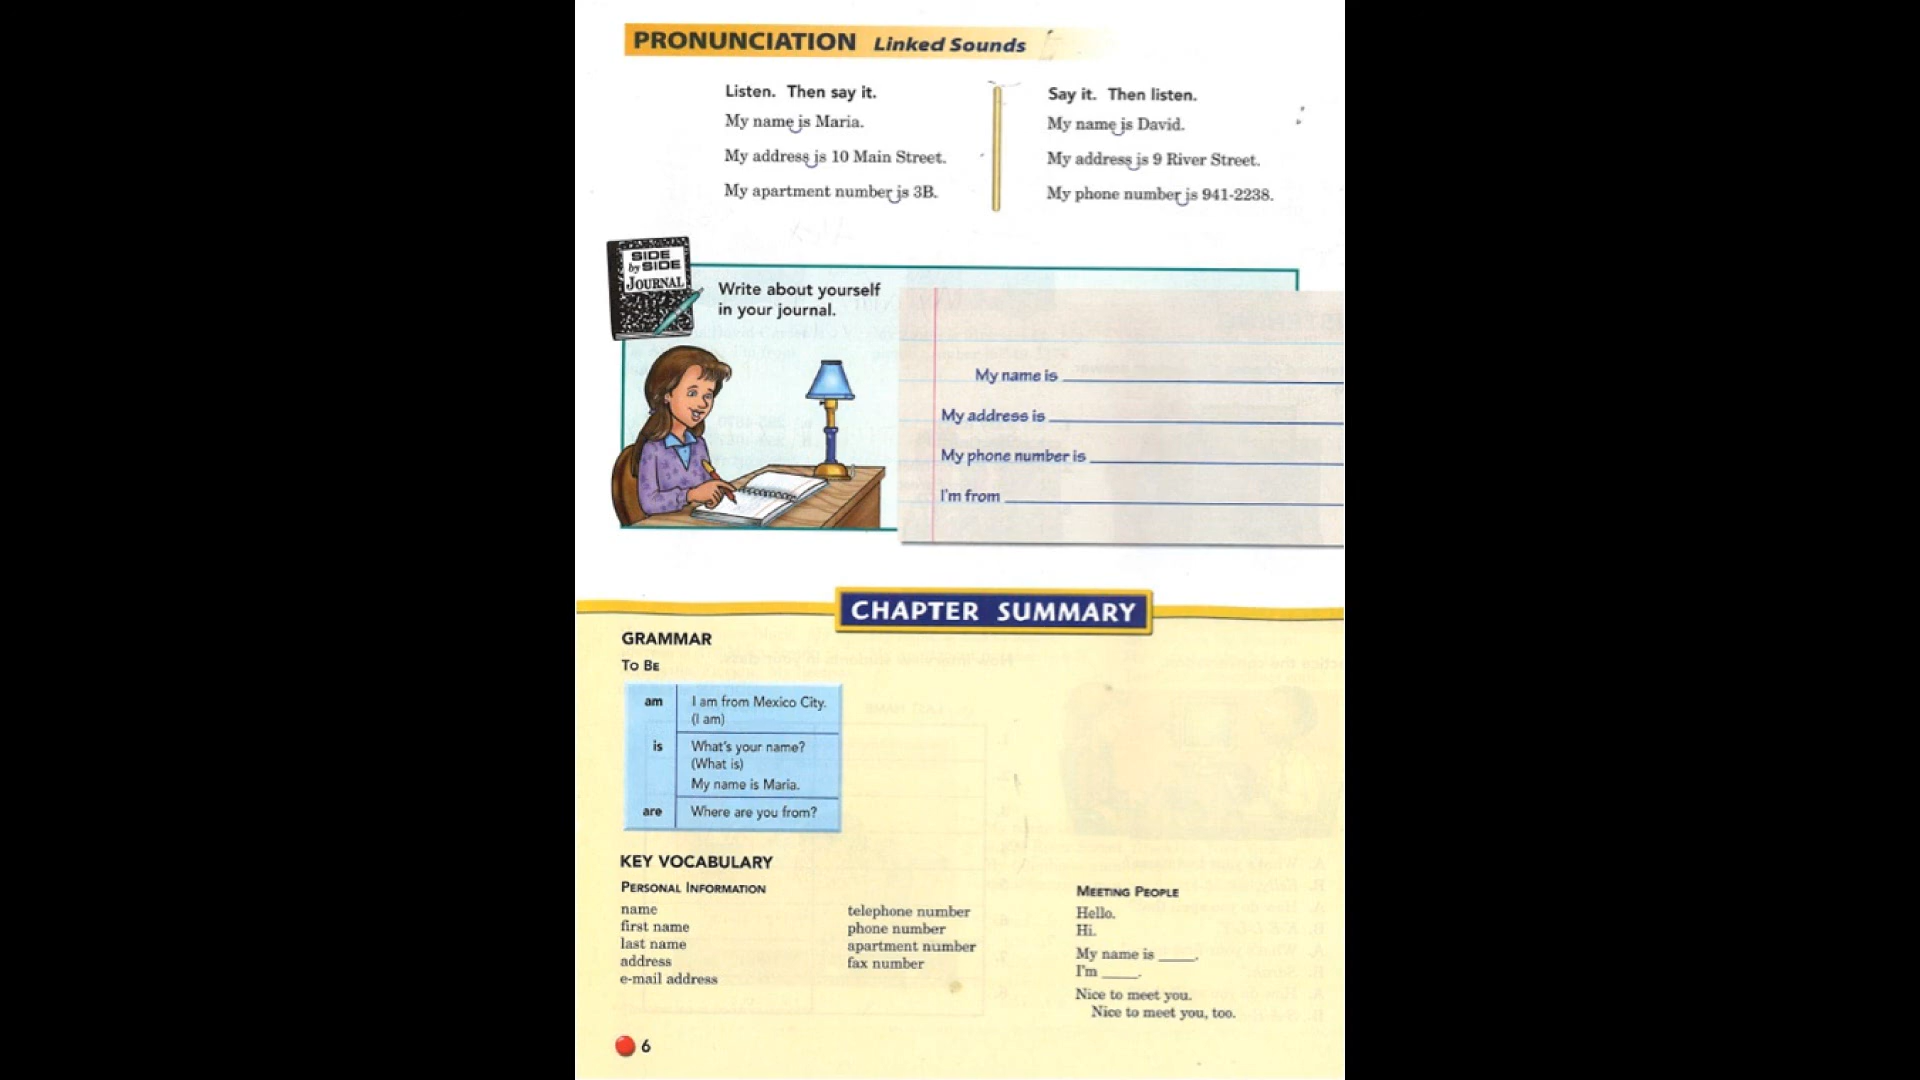 PRONUNCIATION Linked Sounds
Listen. Then say it.
My name is Maria.
My address is 10 Main Street.
My apartment number is 3B.
Say it. Then listen.
My name is David.
My address is 9 River Street.
My phone number is 941-2238.
SIDE
by SIDE
JOURNAL
Write about yourself
in your journal.
My name is
My address is
My phone number is
I'm from
CHAPTER SUMMARY
GRAMMAR
TO BE
am
I am from Mexico City.
(I am)
is
What's your name?
(What is)
My name is Maria.
are
Where are you from?
KEY VOCABULARY
PERSONAL INFORMATION
name
first name
last name
address
e-mail address
telephone number
phone number
apartment number
fax number
MEETING PEOPLE
Hello.
Hi.
My name is _____.
I'm _____.
Nice to meet you.
Nice to meet you, too.
6